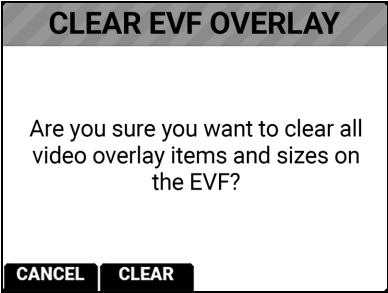 CLEAR EVF OVERLAY
Are you sure you want to clear all
video overlay items and sizes on
the EVF?
CANCEL CLEAR